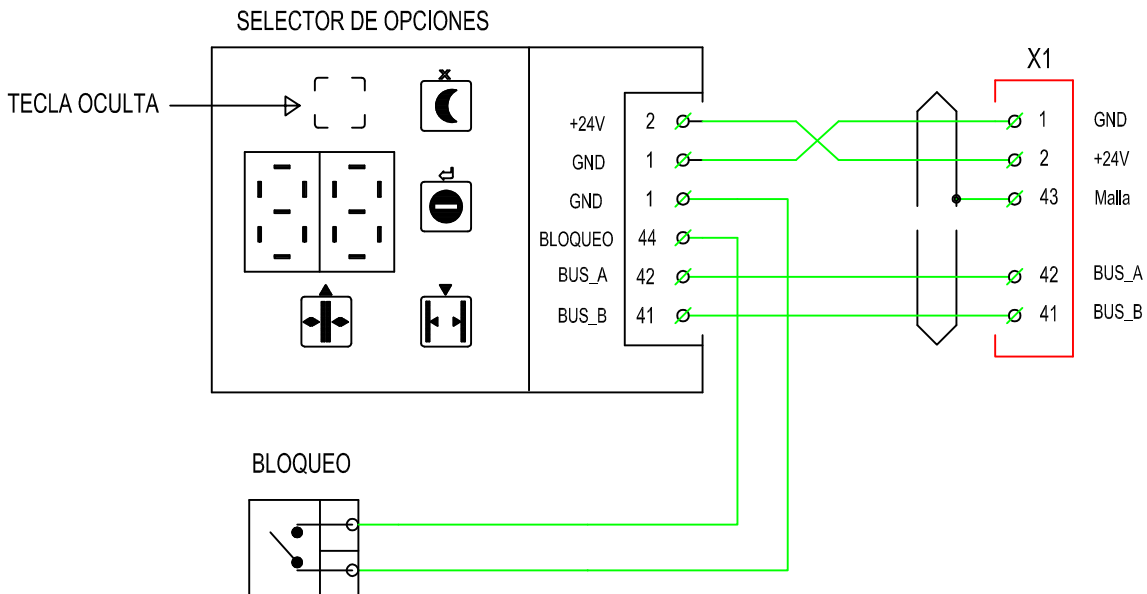 SELECTOR DE OPCIONES
X1
TECLA OCULTA
x
+24V 2
GND 1
GND 1
BLOQUEO 44
BUS_A 42
BUS_B 41
1 GND
2 +24V
43 Malla
42 BUS_A
41 BUS_B
BLOQUEO